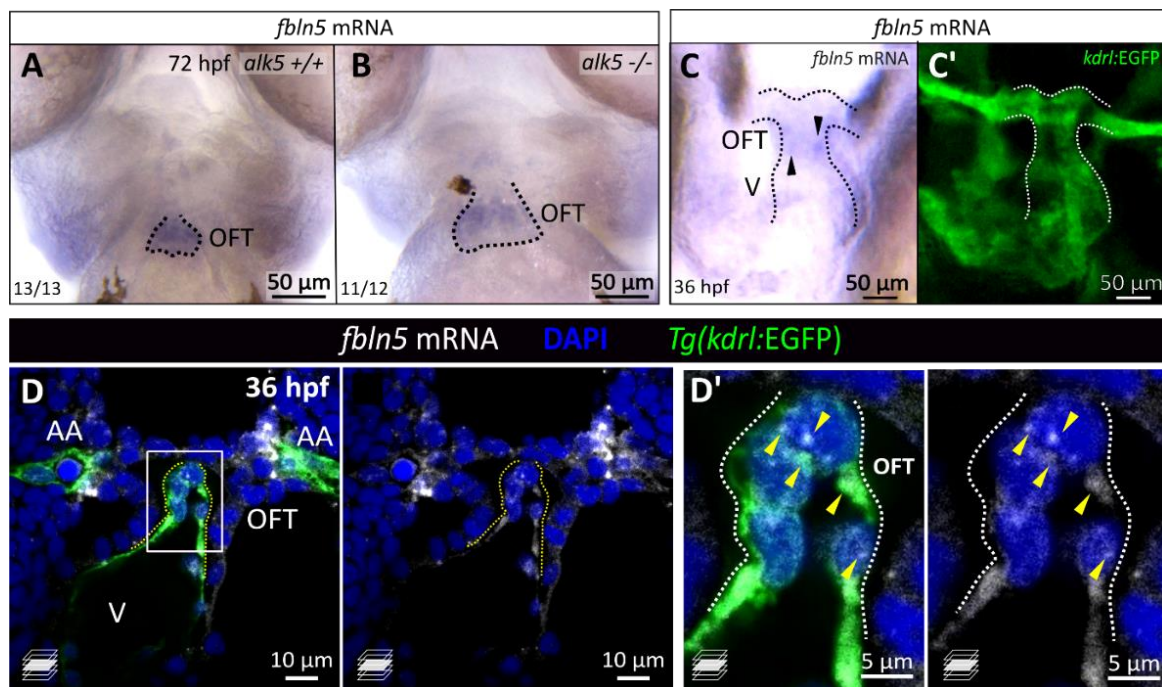 fbln5 mRNA
A 72 hpf alk5 +/+
OFT
13/13 50 µm
B alk5 -/-
OFT
11/12 50 µm
fbln5 mRNA
C fbln5 mRNA
OFT
V
36 hpf 50 µm
C' kdrl:EGFP
50 µm
fbln5 mRNA DAPI Tg(kdrl:EGFP)
D 36 hpf
AA AA
OFT
V
10 µm
10 µm
D'
OFT
5 µm
5 µm